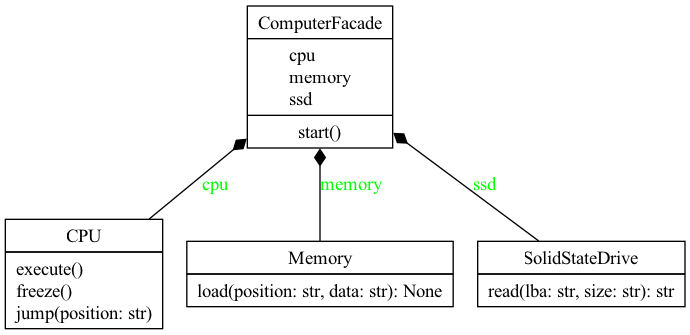 ComputerFacade
cpu
memory
ssd
start()
cpu
memory
ssd
CPU
execute()
freeze()
jump(position: str)
Memory
load(position: str, data: str): None
SolidStateDrive
read(lba: str, size: str): str